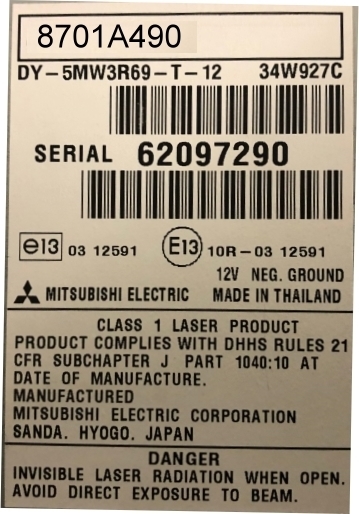 8701A490
DY-5MW3R69-T-12 34W927C
SERIAL 62097290
e13 03 12591 E13 10R-03 12591
12V NEG. GROUND
MITSUBISHI ELECTRIC MADE IN THAILAND
CLASS 1 LASER PRODUCT
PRODUCT COMPLIES WITH DHHS RULES 21
CFR SUBCHAPTER J PART 1040:10 AT
DATE OF MANUFACTURE.
MANUFACTURED
MITSUBISHI ELECTRIC CORPORATION
SANDA. HYOGO. JAPAN
DANGER
INVISIBLE LASER RADIATION WHEN OPEN.
AVOID DIRECT EXPOSURE TO BEAM.